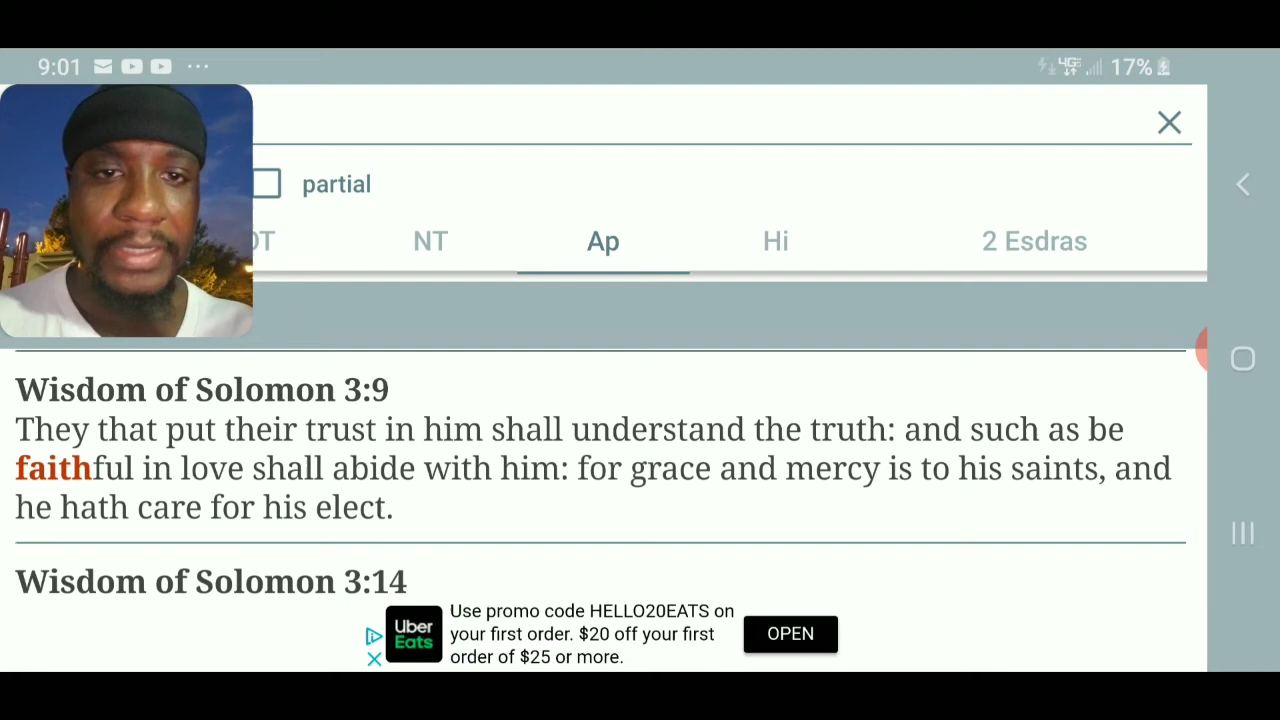 9:01 ... 4G 17%
partial
OT NT Ap Hi 2 Esdras
Wisdom of Solomon 3:9
They that put their trust in him shall understand the truth: and such as be
faithful in love shall abide with him: for grace and mercy is to his saints, and
he hath care for his elect.
Wisdom of Solomon 3:14
Uber
Eats
Use promo code HELLO20EATS on
your first order. $20 off your first
order of $25 or more.
OPEN